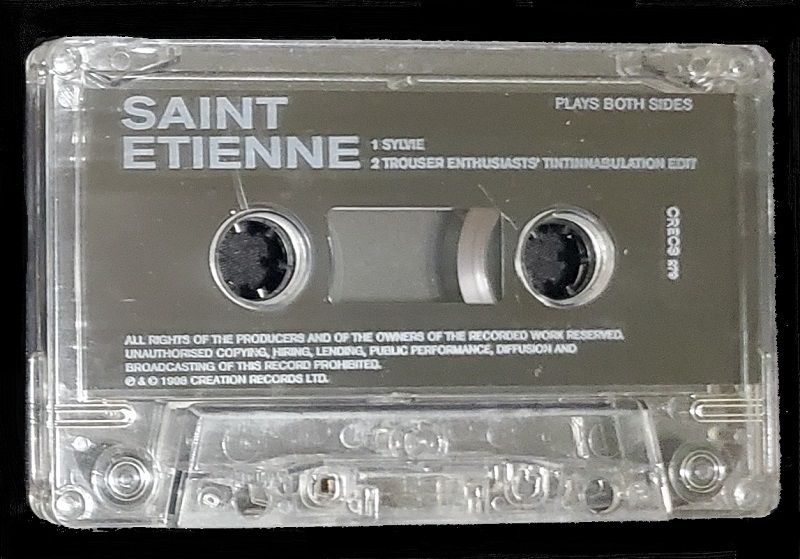 SAINT
ETIENNE
PLAYS BOTH SIDES
1 SYLVIE
2 TROUSER ENTHUSIASTS' TINTINNABULATION EDIT
CRECS 279
ALL RIGHTS OF THE PRODUCERS AND OF THE OWNERS OF THE RECORDED WORK RESERVED.
UNAUTHORISED COPYING, HIRING, LENDING, PUBLIC PERFORMANCE, DIFFUSION AND
BROADCASTING OF THIS RECORD PROHIBITED.
℗ & © 1998 CREATION RECORDS LTD.